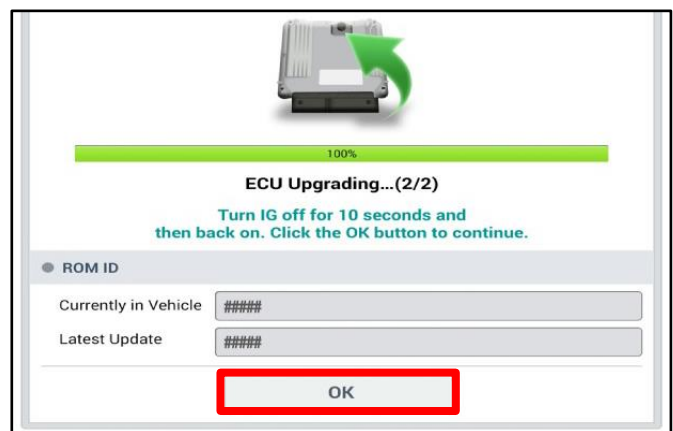 100%
ECU Upgrading...(2/2)
Turn IG off for 10 seconds and
then back on. Click the OK button to continue.
ROM ID
Currently in Vehicle #####
Latest Update #####
OK